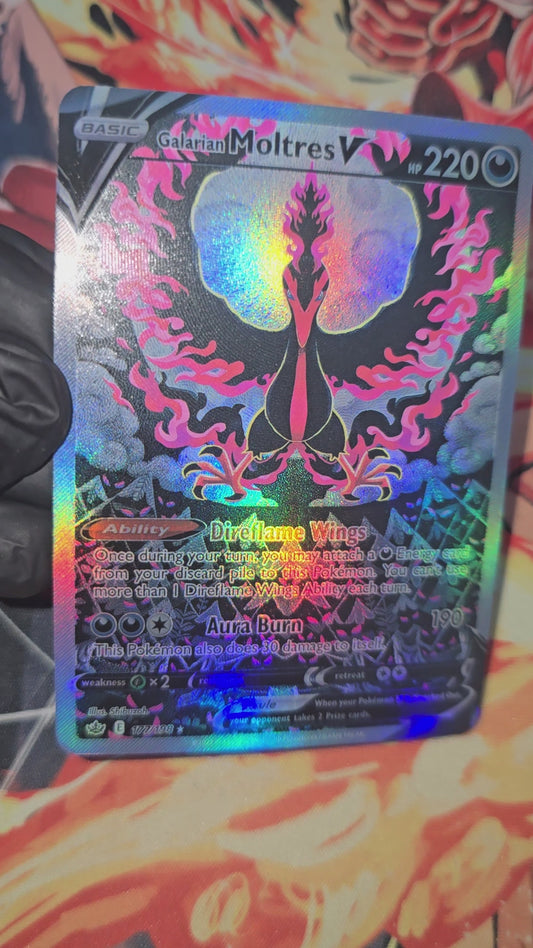 BASIC
Galarian Moltres V
HP 220
Ability Direflame Wings
Once during your turn, you may attach a Energy card
from your discard pile to this Pokémon. You can't use
more than 1 Direflame Wings Ability each turn.
Aura Burn 190
This Pokémon also does 30 damage to itself.
weakness ×2 retreat
rule When your Pokémon
your opponent takes 2 Prize cards.
Illus. Shibuzoh.
E 177/198